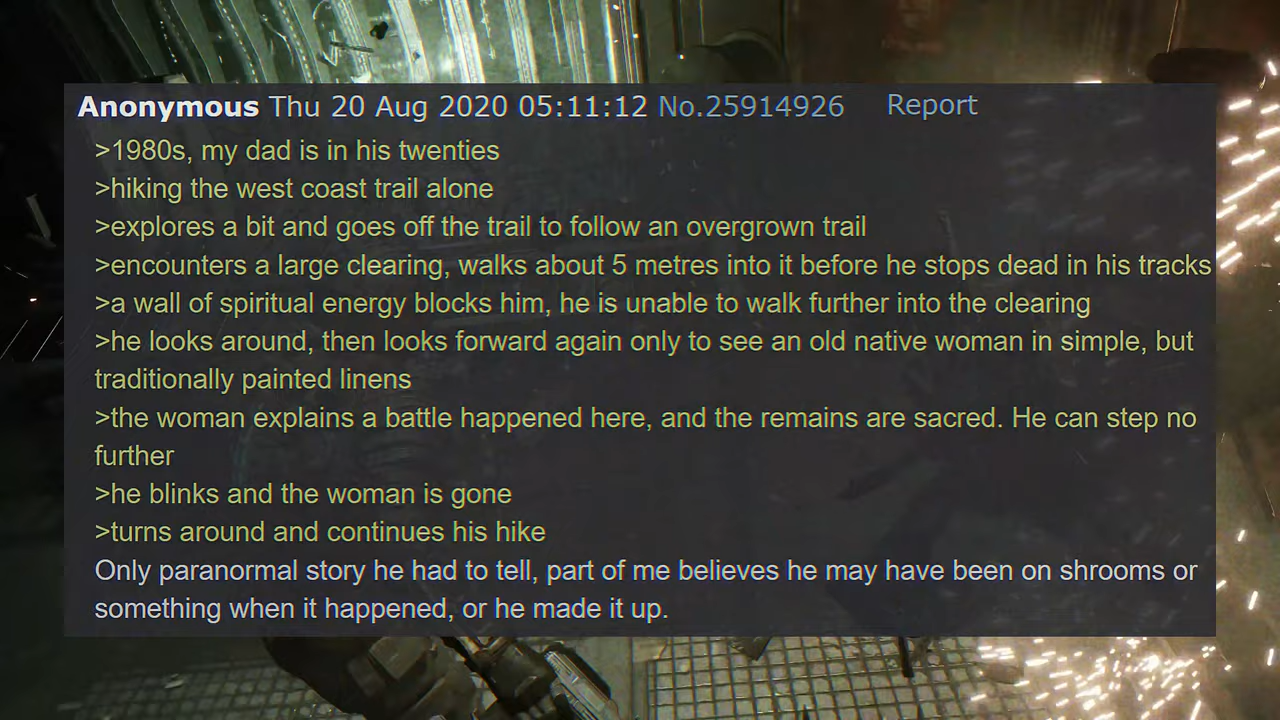 Anonymous Thu 20 Aug 2020 05:11:12 No.25914926 Report
>1980s, my dad is in his twenties
>hiking the west coast trail alone
>explores a bit and goes off the trail to follow an overgrown trail
>encounters a large clearing, walks about 5 metres into it before he stops dead in his tracks
>a wall of spiritual energy blocks him, he is unable to walk further into the clearing
>he looks around, then looks forward again only to see an old native woman in simple, but
traditionally painted linens
>the woman explains a battle happened here, and the remains are sacred. He can step no
further
>he blinks and the woman is gone
>turns around and continues his hike
Only paranormal story he had to tell, part of me believes he may have been on shrooms or
something when it happened, or he made it up.